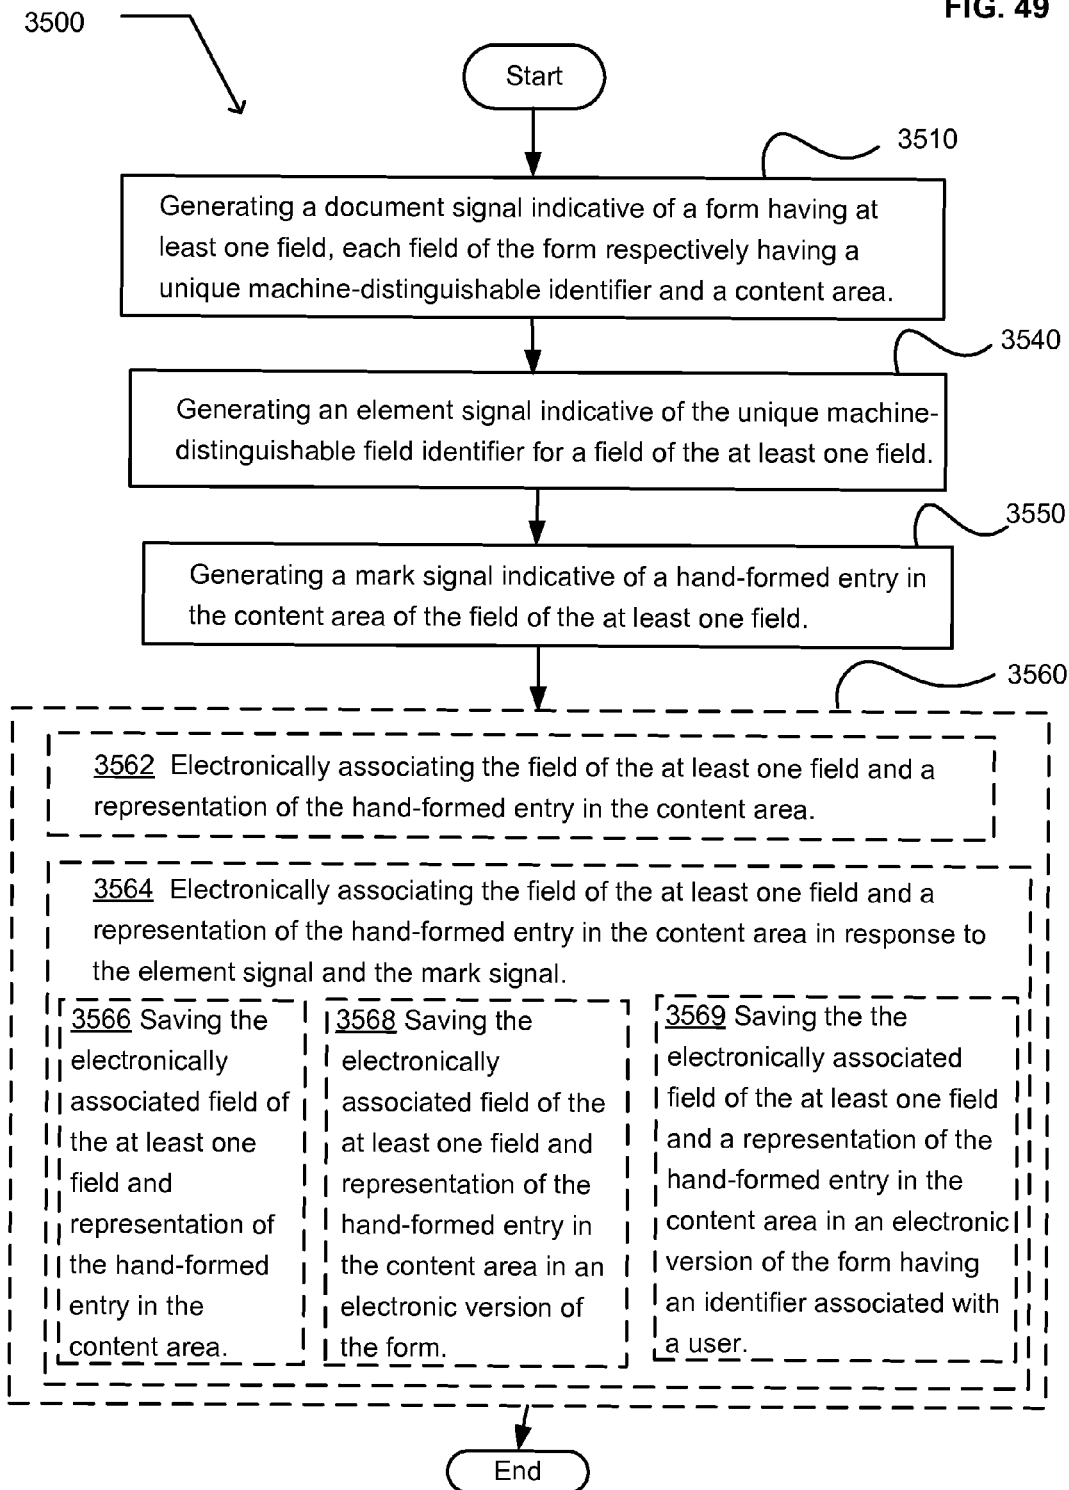 FIG. 49
3500
Start
3510
Generating a document signal indicative of a form having at
least one field, each field of the form respectively having a
unique machine-distinguishable identifier and a content area.
3540
Generating an element signal indicative of the unique machine-
distinguishable field identifier for a field of the at least one field.
3550
Generating a mark signal indicative of a hand-formed entry in
the content area of the field of the at least one field.
3560
3562 Electronically associating the field of the at least one field and a
representation of the hand-formed entry in the content area.
3564 Electronically associating the field of the at least one field and a
representation of the hand-formed entry in the content area in response to
the element signal and the mark signal.
3566 Saving the
electronically
associated field of
the at least one
field and
representation of
the hand-formed
entry in the
content area.
3568 Saving the
electronically
associated field of the
at least one field and
representation of the
hand-formed entry in
the content area in an
electronic version of
the form.
3569 Saving the the
electronically associated
field of the at least one field
and a representation of the
hand-formed entry in the
content area in an electronic
version of the form having
an identifier associated with
a user.
End